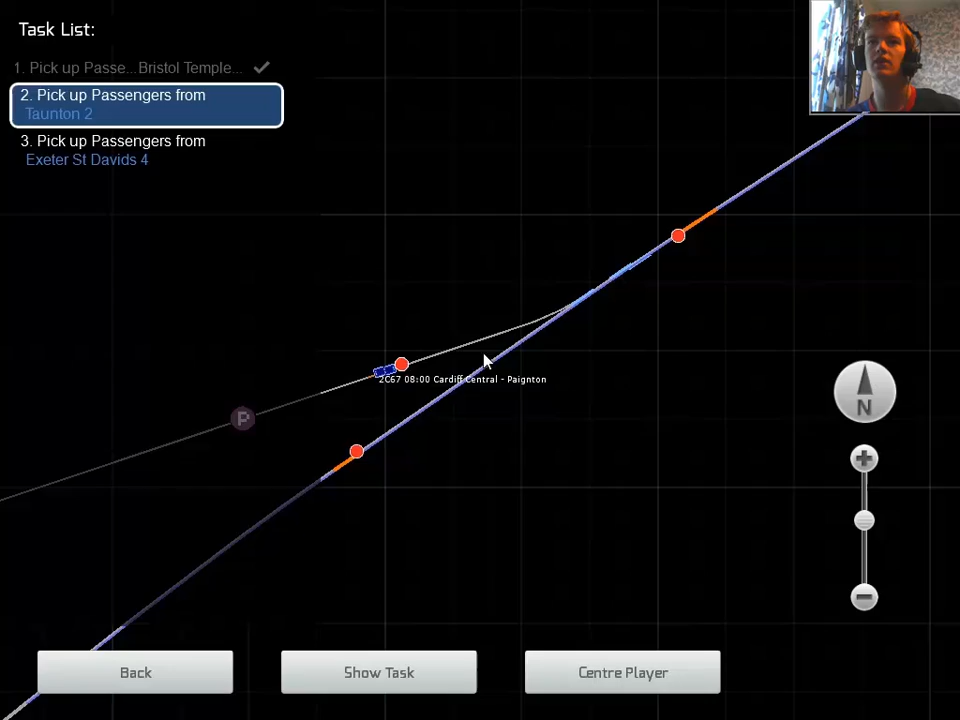 Task List:
1. Pick up Passe...Bristol Temple...
2. Pick up Passengers from
Taunton 2
3. Pick up Passengers from
Exeter St Davids 4
2C67 08:00 Cardiff Central - Paignton
P
N
Back
Show Task
Centre Player